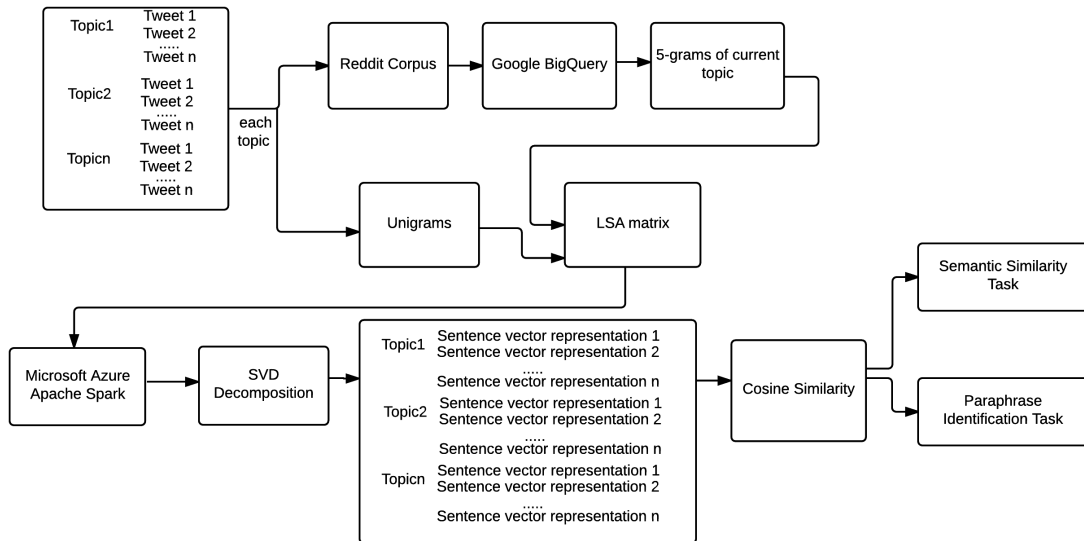 Topic1
Tweet 1
Tweet 2
.....
Tweet n
Topic2
Tweet 1
Tweet 2
.....
Tweet n
Topicn
Tweet 1
Tweet 2
.....
Tweet n
each
topic
Reddit Corpus
Google BigQuery
5-grams of current
topic
Unigrams
LSA matrix
Microsoft Azure
Apache Spark
SVD
Decomposition
Topic1
Sentence vector representation 1
Sentence vector representation 2
.....
Sentence vector representation n
Topic2
Sentence vector representation 1
Sentence vector representation 2
.....
Sentence vector representation n
Topicn
Sentence vector representation 1
Sentence vector representation 2
.....
Sentence vector representation n
Cosine Similarity
Semantic Similarity
Task
Paraphrase
Identification Task